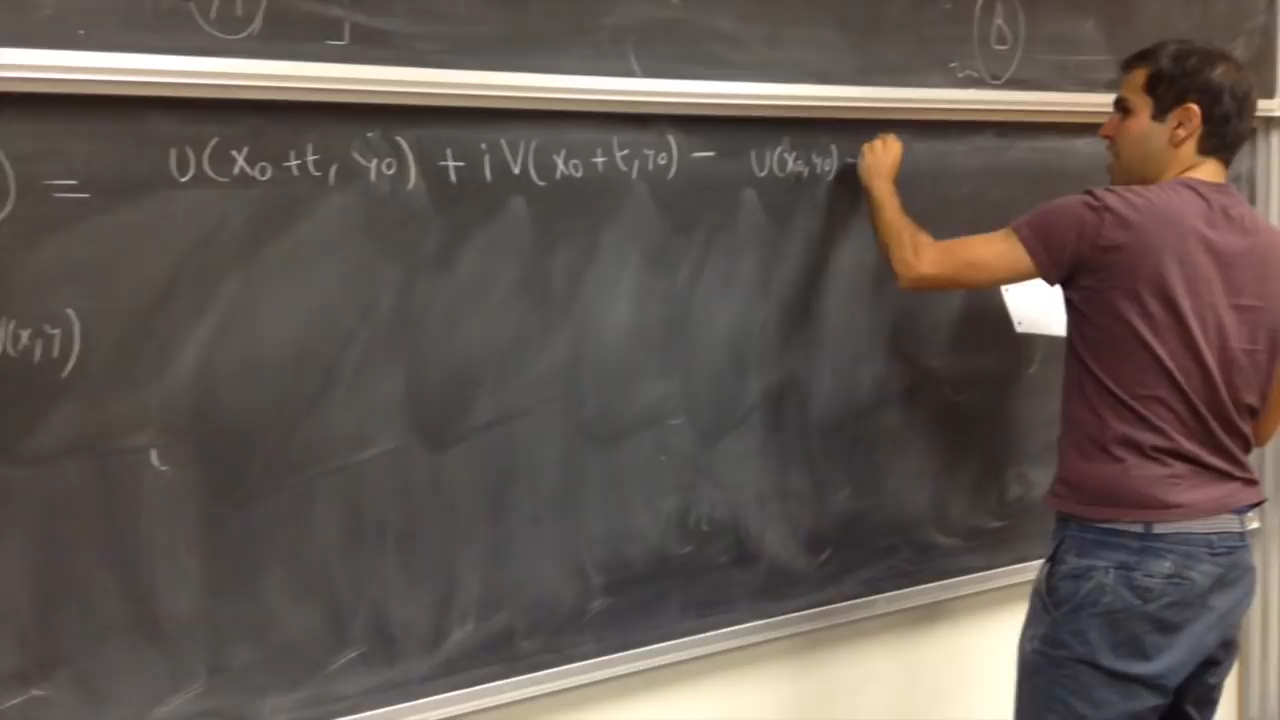 A ] B
) = U(x₀+t, y₀) + i V(x₀+t, y₀) - U(x₀, y₀) -
V(x,y)